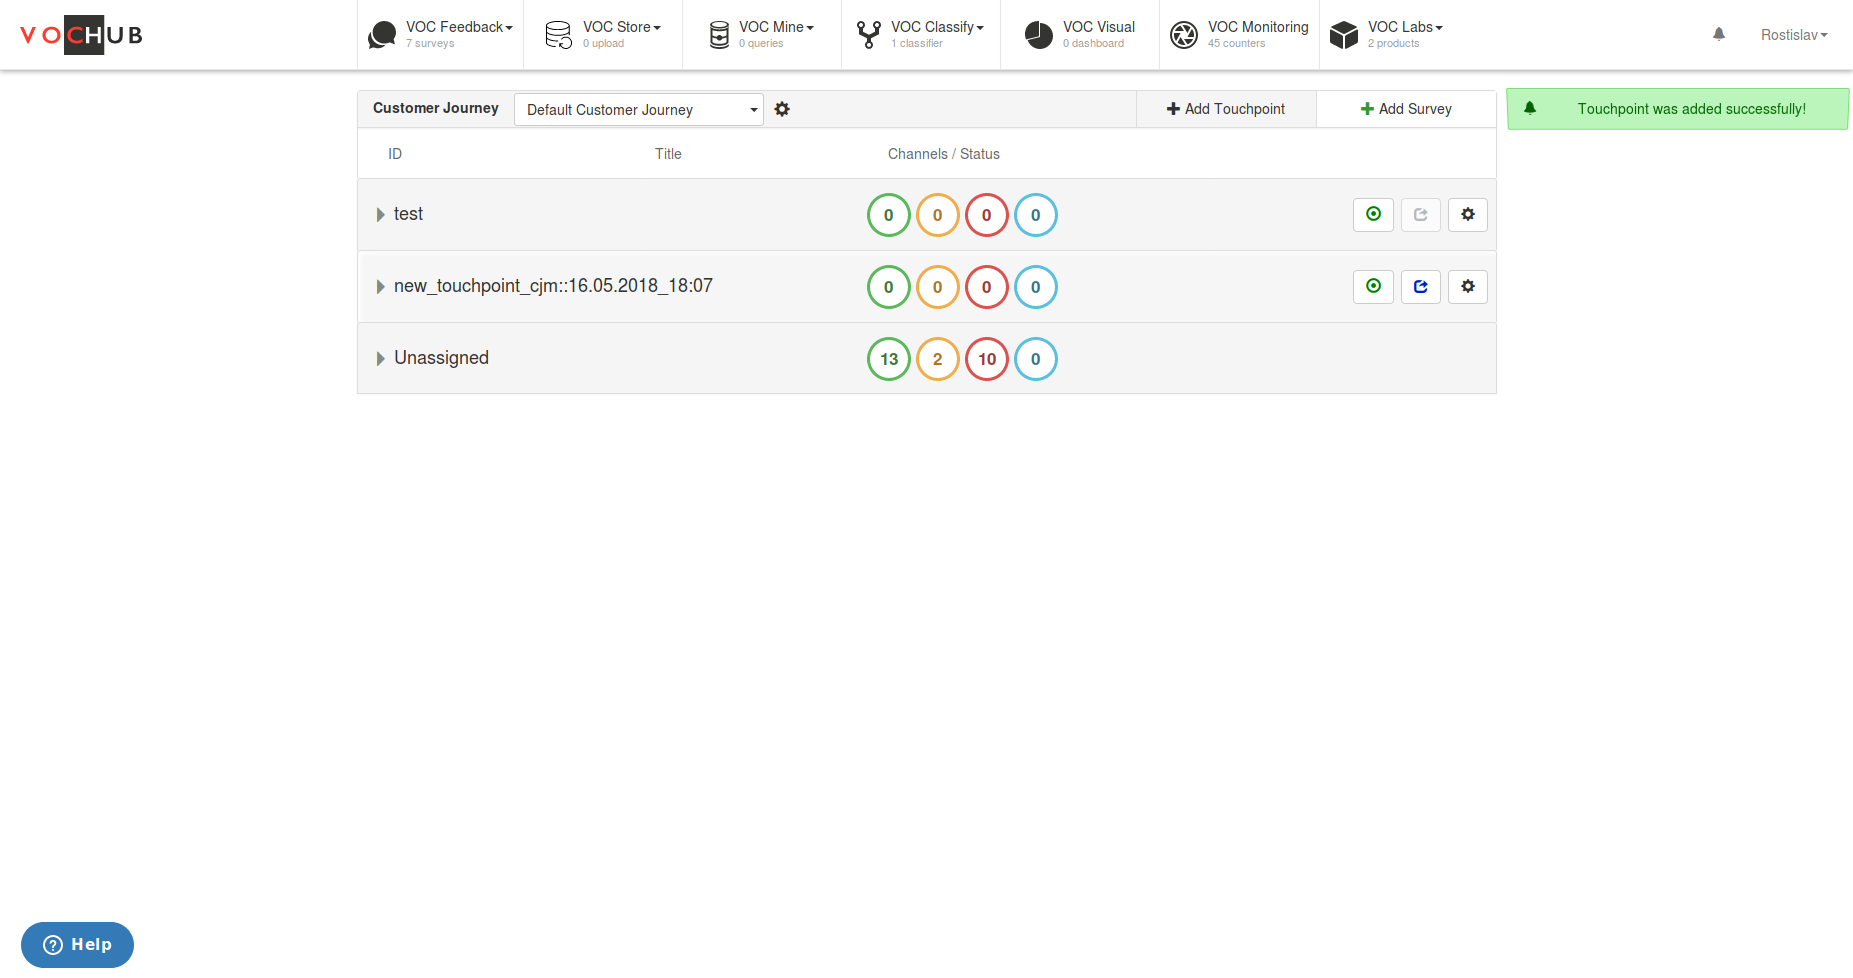 VOCHUB
VOC Feedback
7 surveys
VOC Store
0 upload
VOC Mine
0 queries
VOC Classify
1 classifier
VOC Visual
0 dashboard
VOC Monitoring
45 counters
VOC Labs
2 products
Rostislav
Customer Journey
Default Customer Journey
Add Touchpoint
Add Survey
Touchpoint was added successfully!
ID Title Channels / Status
test 0 0 0 0
new_touchpoint_cjm::16.05.2018_18:07 0 0 0 0
Unassigned 13 2 10 0
Help